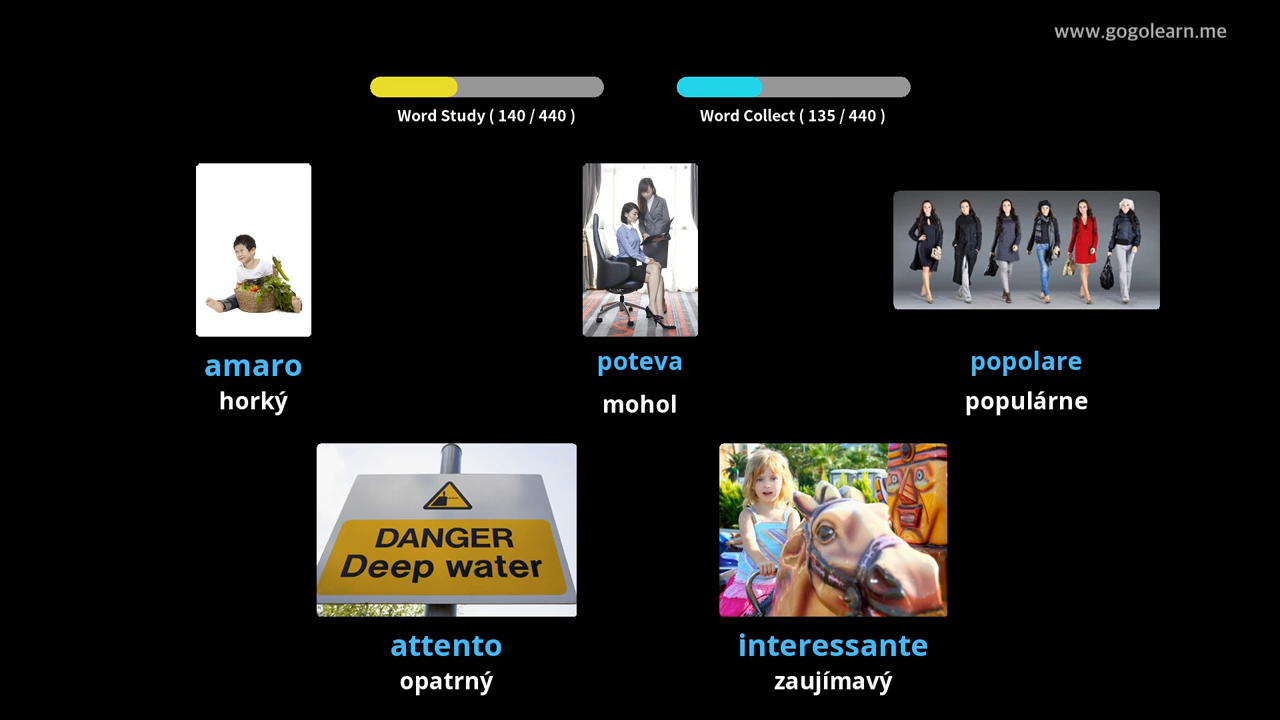 www.gogolearn.me
Word Study ( 140 / 440 )
Word Collect ( 135 / 440 )
amaro
horký
poteva
mohol
popolare
populárne
DANGER
Deep water
attento
opatrný
interessante
zaujímavý